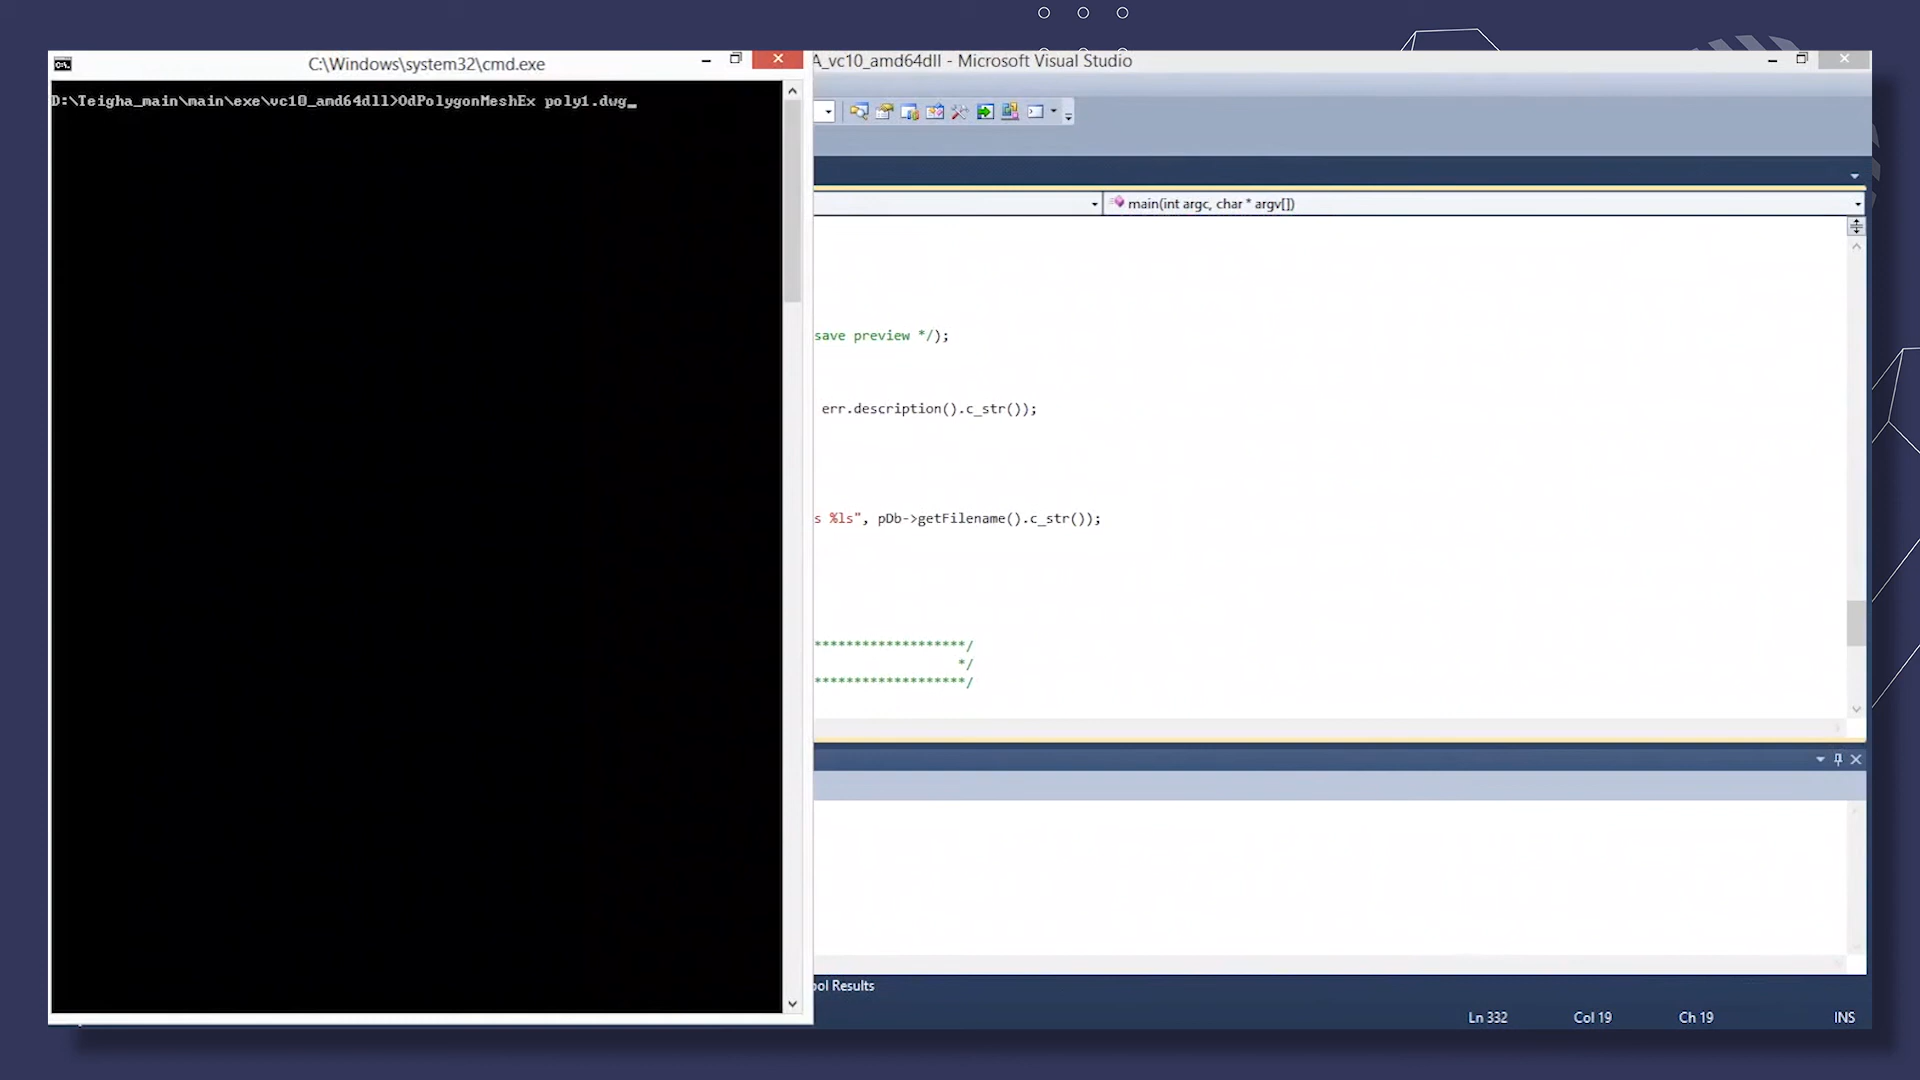 C:\Windows\system32\cmd.exe
D:\Teigha_main\main\exe\vc10_amd64dll>OdPolygonMeshEx poly1.dwg_
A_vc10_amd64dll - Microsoft Visual Studio
main(int argc, char * argv[])
save preview */);
err.description().c_str());
s %ls", pDb->getFilename().c_str());
*******************/
*/
*******************/
ool Results
Ln 332 Col 19 Ch 19 INS